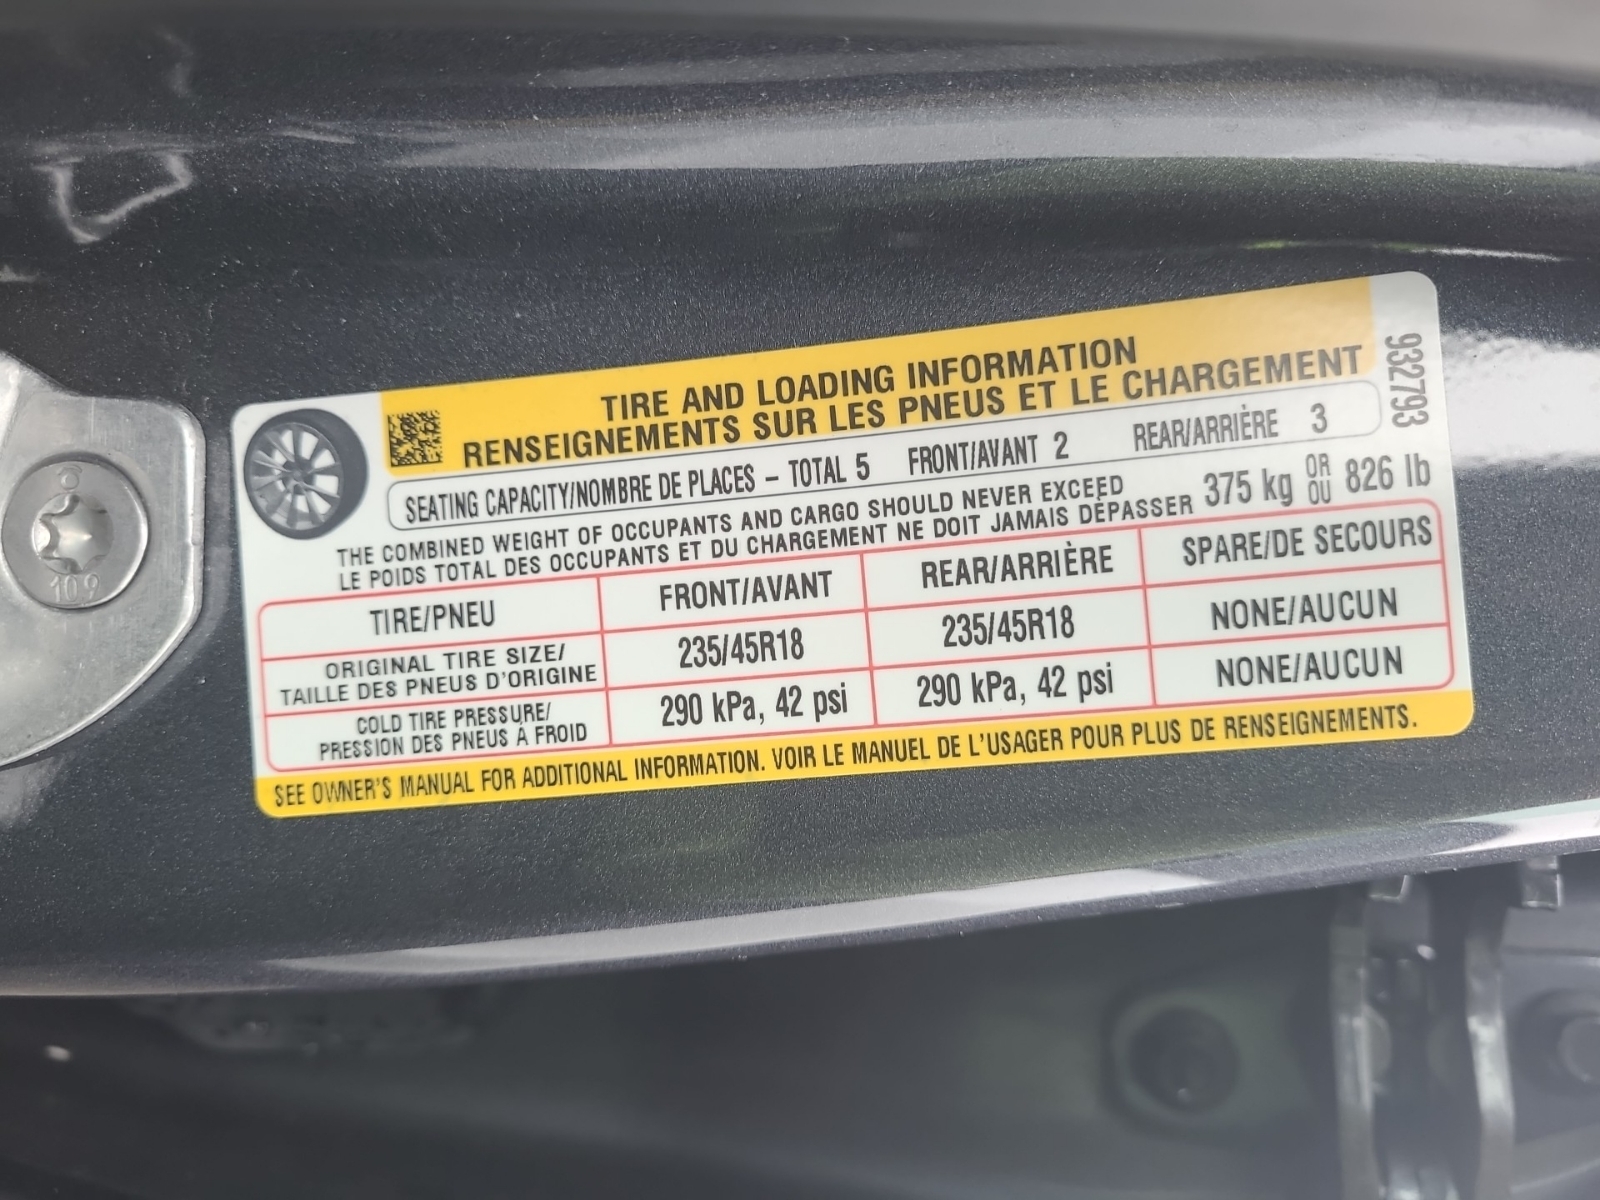 TIRE AND LOADING INFORMATION
RENSEIGNEMENTS SUR LES PNEUS ET LE CHARGEMENT
932793
SEATING CAPACITY/NOMBRE DE PLACES – TOTAL 5 FRONT/AVANT 2 REAR/ARRIÈRE 3
THE COMBINED WEIGHT OF OCCUPANTS AND CARGO SHOULD NEVER EXCEED
LE POIDS TOTAL DES OCCUPANTS ET DU CHARGEMENT NE DOIT JAMAIS DÉPASSER
375 kg OR OU 826 lb
TIRE/PNEU FRONT/AVANT REAR/ARRIÈRE SPARE/DE SECOURS
ORIGINAL TIRE SIZE/
TAILLE DES PNEUS D'ORIGINE 235/45R18 235/45R18 NONE/AUCUN
COLD TIRE PRESSURE/
PRESSION DES PNEUS À FROID 290 kPa, 42 psi 290 kPa, 42 psi NONE/AUCUN
SEE OWNER'S MANUAL FOR ADDITIONAL INFORMATION. VOIR LE MANUEL DE L'USAGER POUR PLUS DE RENSEIGNEMENTS.
10.9